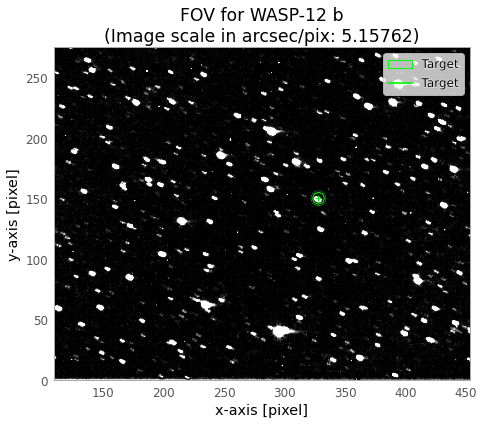 FOV for WASP-12 b
(Image scale in arcsec/pix: 5.15762)
Target
Target
250
200
150
100
50
0
y-axis [pixel]
150 200 250 300 350 400 450
x-axis [pixel]